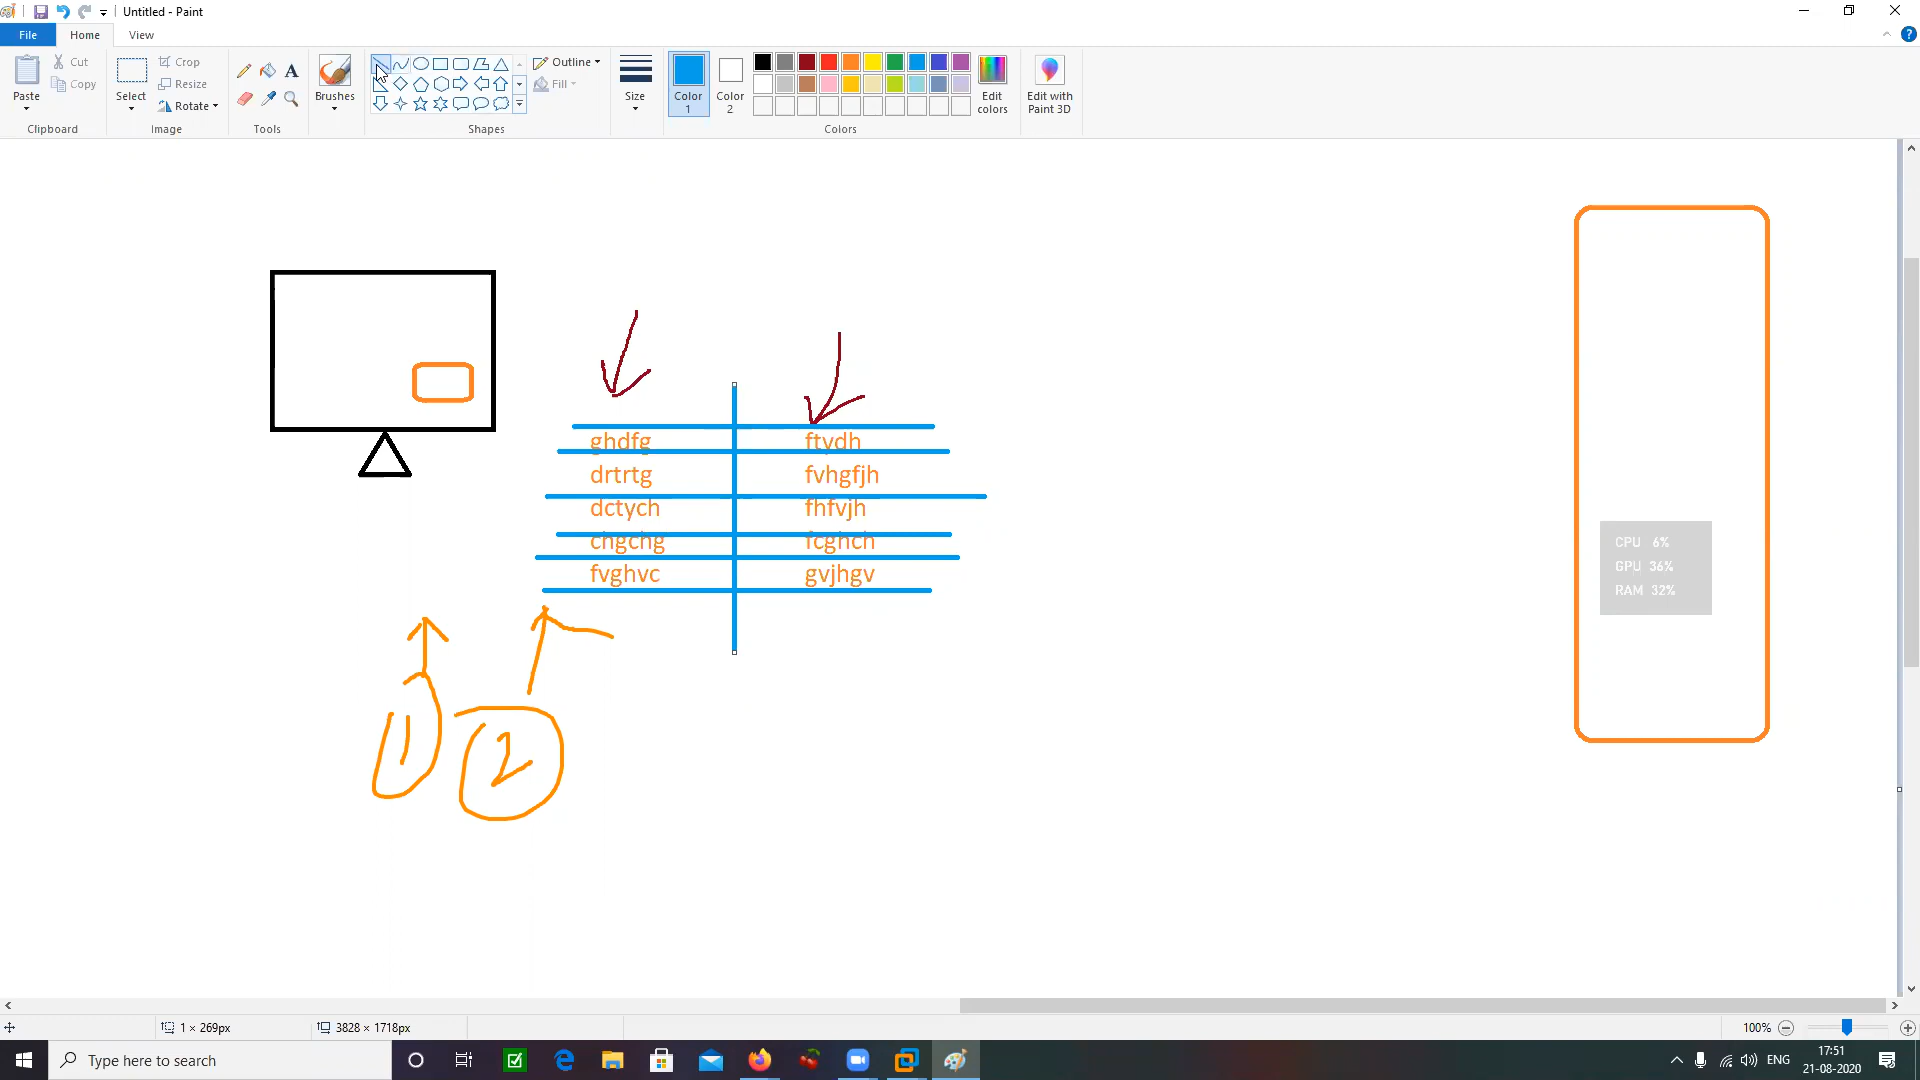 Untitled - Paint
File Home View
Paste
Cut
Copy
Clipboard
Select
Crop
Resize
Rotate
Image
Tools
Brushes
Shapes
Outline
Fill
Size
Color 1
Color 2
Colors
Edit colors
Edit with Paint 3D
ghdfg ftydh
drtrtg fvhgfjh
dctych fhfvjh
chgchg fcghch
fvghvc gvjhgv
CPU 6%
GPU 36%
RAM 32%
1 2
1 × 269px 3828 × 1718px 100%
Type here to search
ENG
17:51
21-08-2020